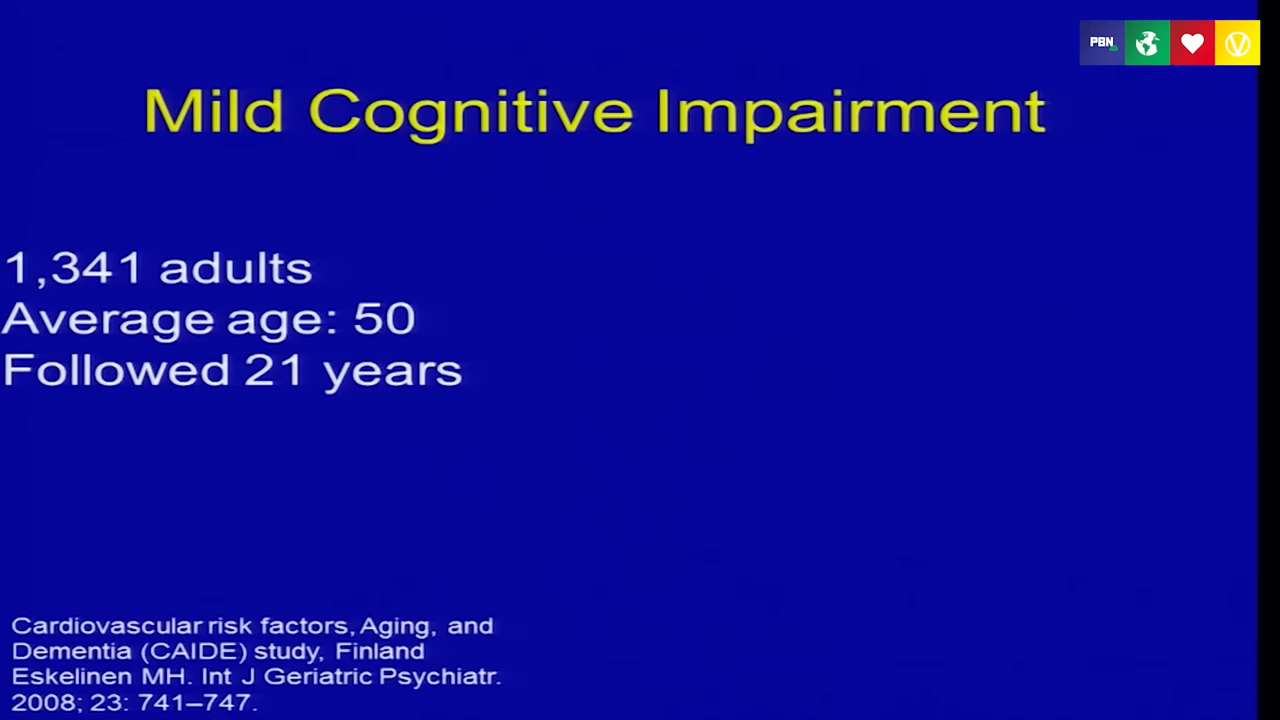 PBN
Mild Cognitive Impairment
1,341 adults
Average age: 50
Followed 21 years
Cardiovascular risk factors, Aging, and
Dementia (CAIDE) study, Finland
Eskelinen MH. Int J Geriatric Psychiatr.
2008; 23: 741–747.